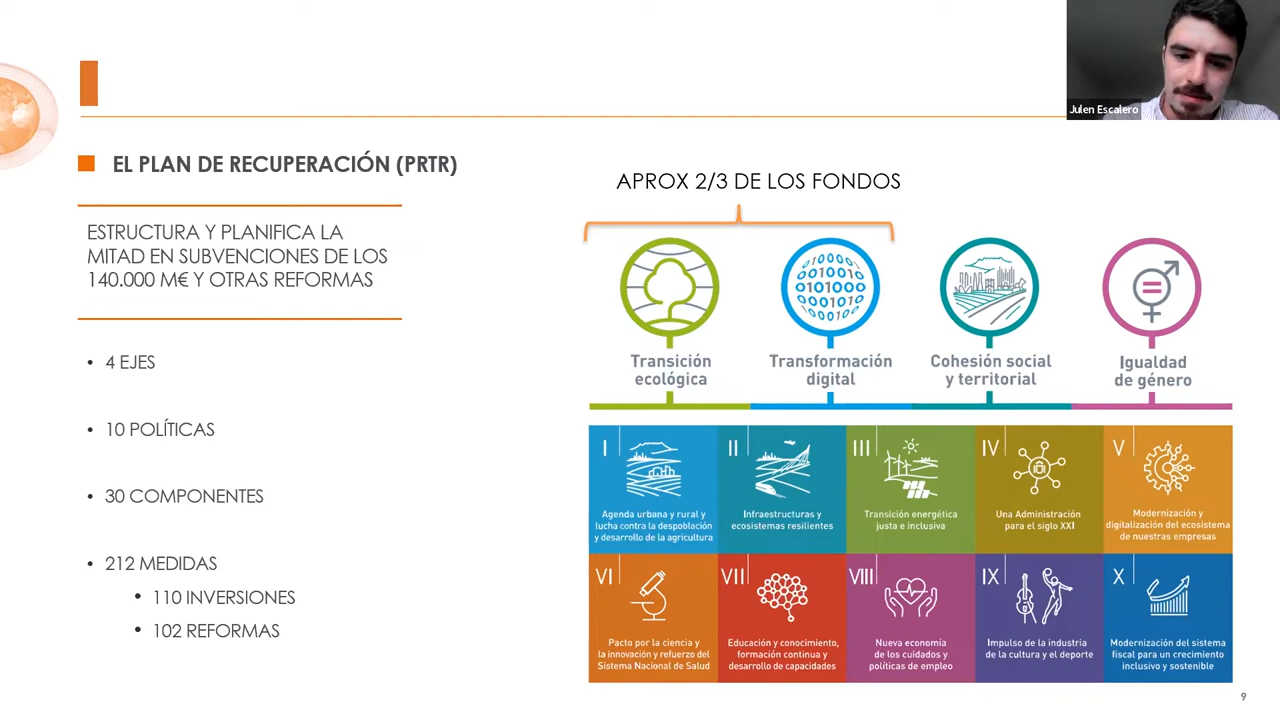 Julen Escalero
EL PLAN DE RECUPERACIÓN (PRTR)
ESTRUCTURA Y PLANIFICA LA
MITAD EN SUBVENCIONES DE LOS
140.000 M€ Y OTRAS REFORMAS
• 4 EJES
• 10 POLÍTICAS
• 30 COMPONENTES
• 212 MEDIDAS
• 110 INVERSIONES
• 102 REFORMAS
APROX 2/3 DE LOS FONDOS
010001
0010010
0101000
0001010
010001
Transición
ecológica
Transformación
digital
Cohesión social
y territorial
Igualdad
de género
I
Agenda urbana y rural y
lucha contra la despoblación
y desarrollo de la agricultura
II
Infraestructuras y
ecosistemas resilientes
III
Transición energética
justa e inclusiva
IV
Una Administración
para el siglo XXI
V
Modernización y
digitalización del ecosistema
de nuestras empresas
VI
Pacto por la ciencia y
la innovación y refuerzo del
Sistema Nacional de Salud
VII
Educación y conocimiento,
formación continua y
desarrollo de capacidades
VIII
Nueva economía
de los cuidados y
políticas de empleo
IX
Impulso de la industria
de la cultura y el deporte
X
Modernización del sistema
fiscal para un crecimiento
inclusivo y sostenible
9